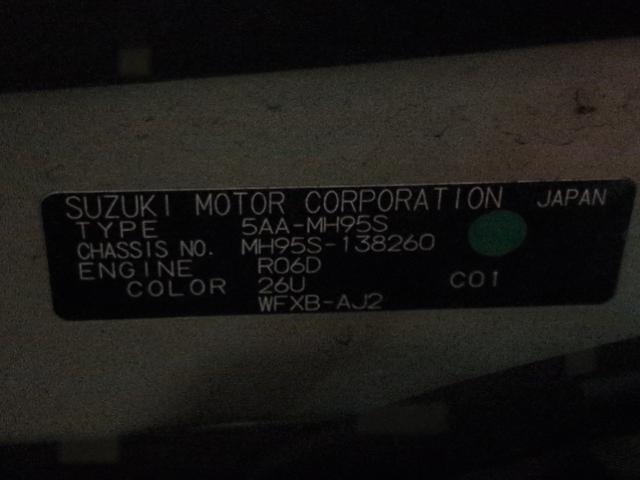 SUZUKI MOTOR CORPORATION JAPAN
TYPE 5AA-MH95S
CHASSIS NO. MH95S-138260
ENGINE R06D
COLOR 26U C01
WFXB-AJ2